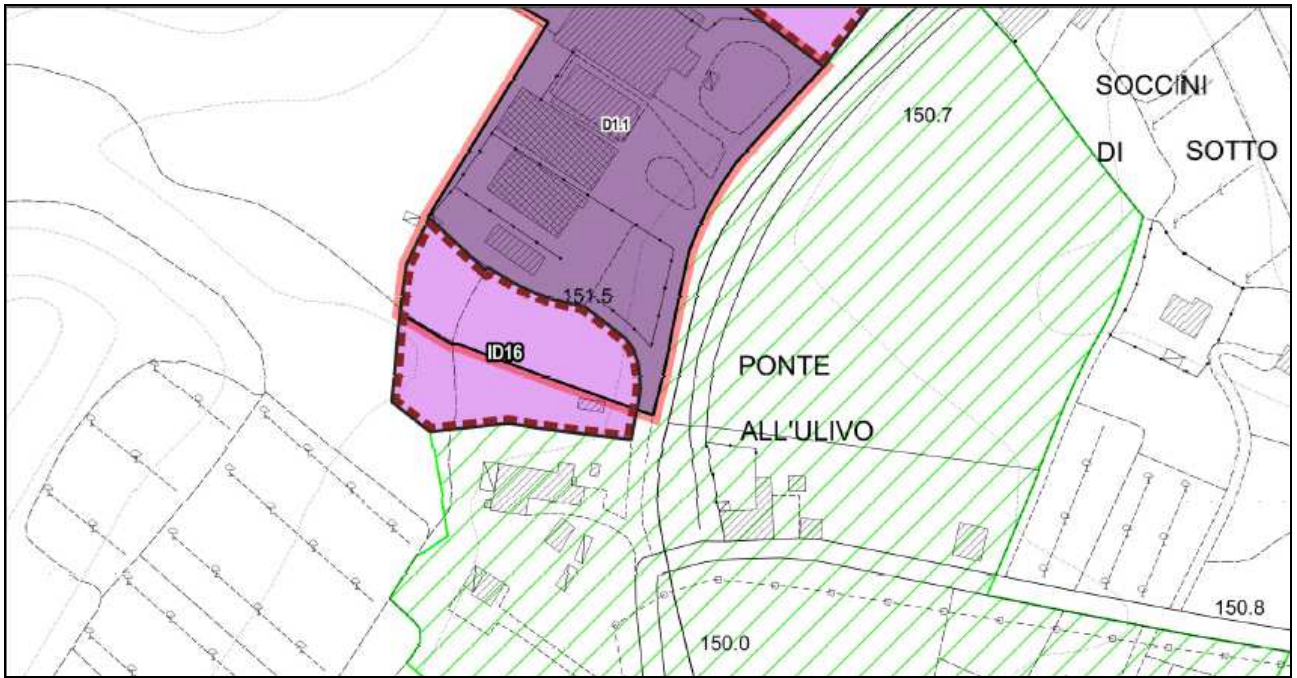 SOCCINI
DI SOTTO
150.7
D1.1
151.5
ID16
PONTE
ALL'ULIVO
150.8
150.0